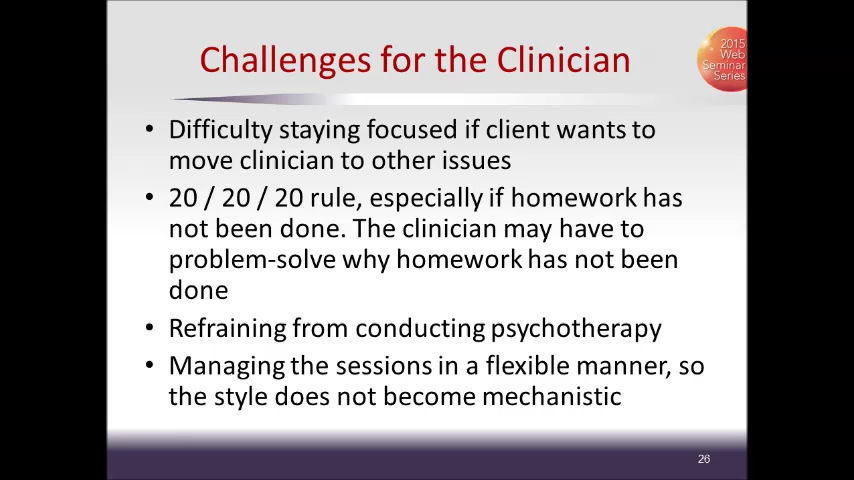 Challenges for the Clinician
2015
Web
Seminar
Series
• Difficulty staying focused if client wants to
move clinician to other issues
• 20 / 20 / 20 rule, especially if homework has
not been done. The clinician may have to
problem-solve why homework has not been
done
• Refraining from conducting psychotherapy
• Managing the sessions in a flexible manner, so
the style does not become mechanistic
26